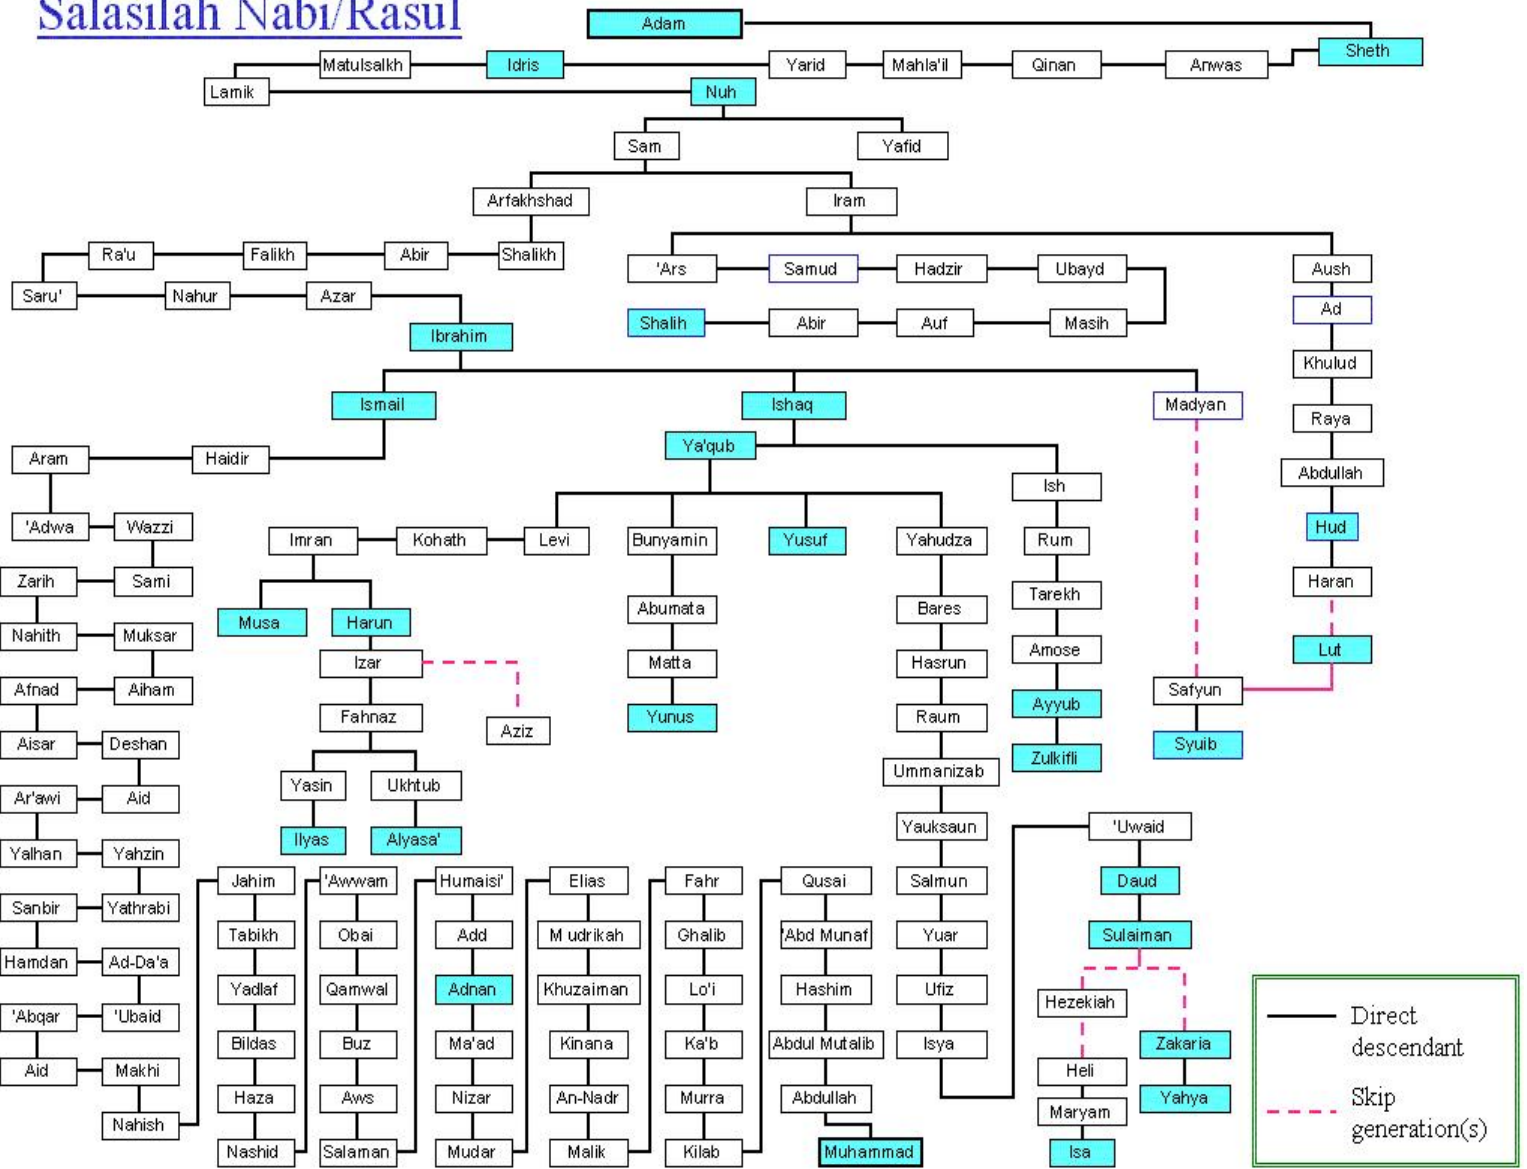 Salasilah Nabi/Rasul
Adam
Sheth
Matulsalkh
Idris
Yarid
Mahla'il
Qinan
Anwas
Lamik
Nuh
Sam
Yafid
Arfakhshad
Iram
Ra'u
Falikh
Abir
Shalikh
'Ars
Samud
Hadzir
Ubayd
Aush
Saru'
Nahur
Azar
Ad
Ibrahim
Shalih
Abir
Auf
Masih
Khulud
Ismail
Ishaq
Madyan
Raya
Ya'qub
Aram
Haidir
Abdullah
Ish
'Adwa
Wazzi
Hud
Imran
Kohath
Levi
Bunyamin
Yusuf
Yahudza
Rum
Zarih
Sami
Haran
Tarekh
Musa
Harun
Abumata
Bares
Nahith
Muksar
Amose
Lut
Izar
Matta
Hasrun
Afnad
Aiham
Safyun
Ayyub
Fahnaz
Aziz
Yunus
Raum
Aisar
Deshan
Syuib
Zulkifli
Yasin
Ukhtub
Ummanizab
Ar'awi
Aid
Yauksaun
'Uwaid
Ilyas
Alyasa'
Yalhan
Yahzin
Jahim
'Awwam
Humaisi'
Elias
Fahr
Qusai
Salmun
Daud
Sanbir
Yathrabi
Tabikh
Obai
Add
Mudrikah
Ghalib
'Abd Munaf
Yuar
Sulaiman
Hamdan
Ad-Da'a
Yadlaf
Qamwal
Adnan
Khuzaiman
Lo'i
Hashim
Ufiz
Hezekiah
'Abqar
'Ubaid
Direct
descendant
Bildas
Buz
Ma'ad
Kinana
Ka'b
Abdul Mutalib
Isya
Zakaria
Aid
Makhi
Heli
Haza
Aws
Nizar
An-Nadr
Murra
Abdullah
Yahya
Skip
generation(s)
Maryam
Nahish
Nashid
Salaman
Mudar
Malik
Kilab
Muhammad
Isa